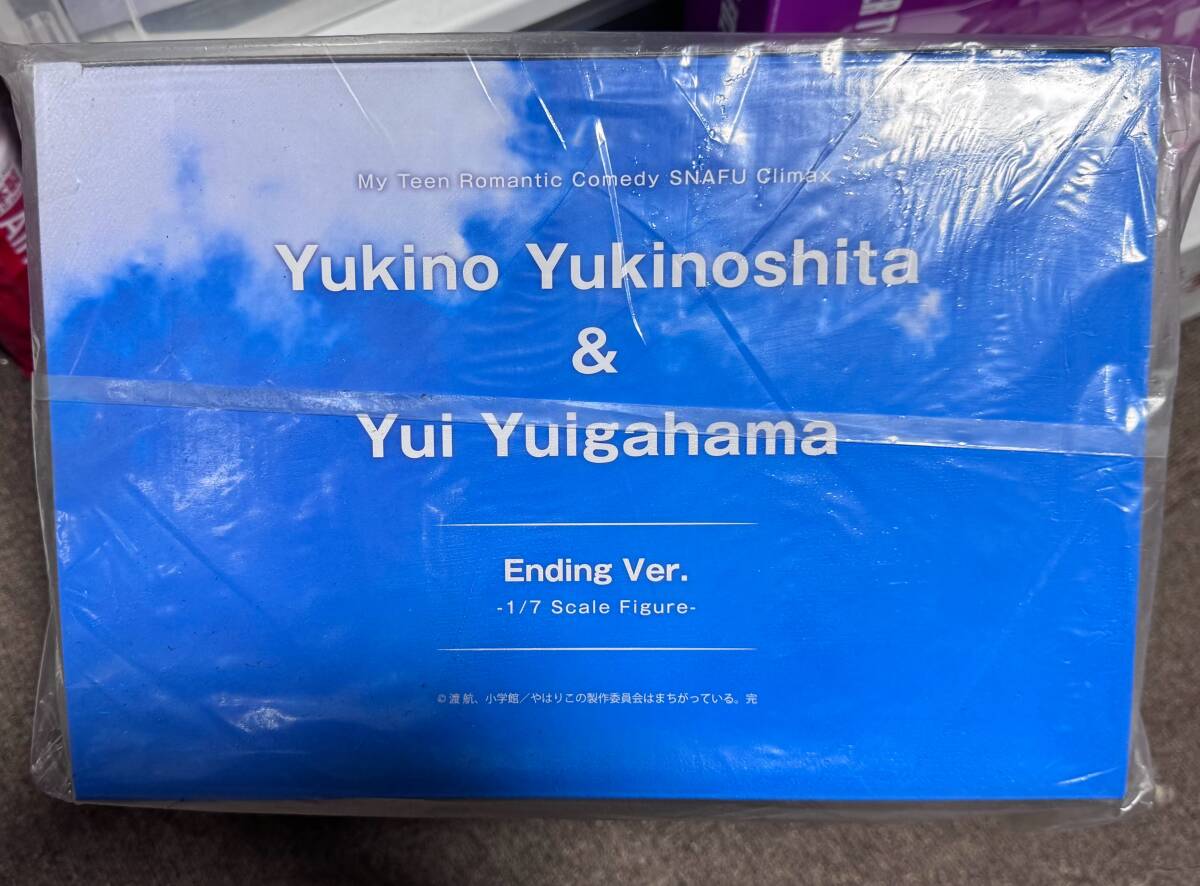 My Teen Romantic Comedy SNAFU Climax
Yukino Yukinoshita
&
Yui Yuigahama
Ending Ver.
-1/7 Scale Figure-
© 渡 航、小学館／やはりこの製作委員会はまちがっている。完